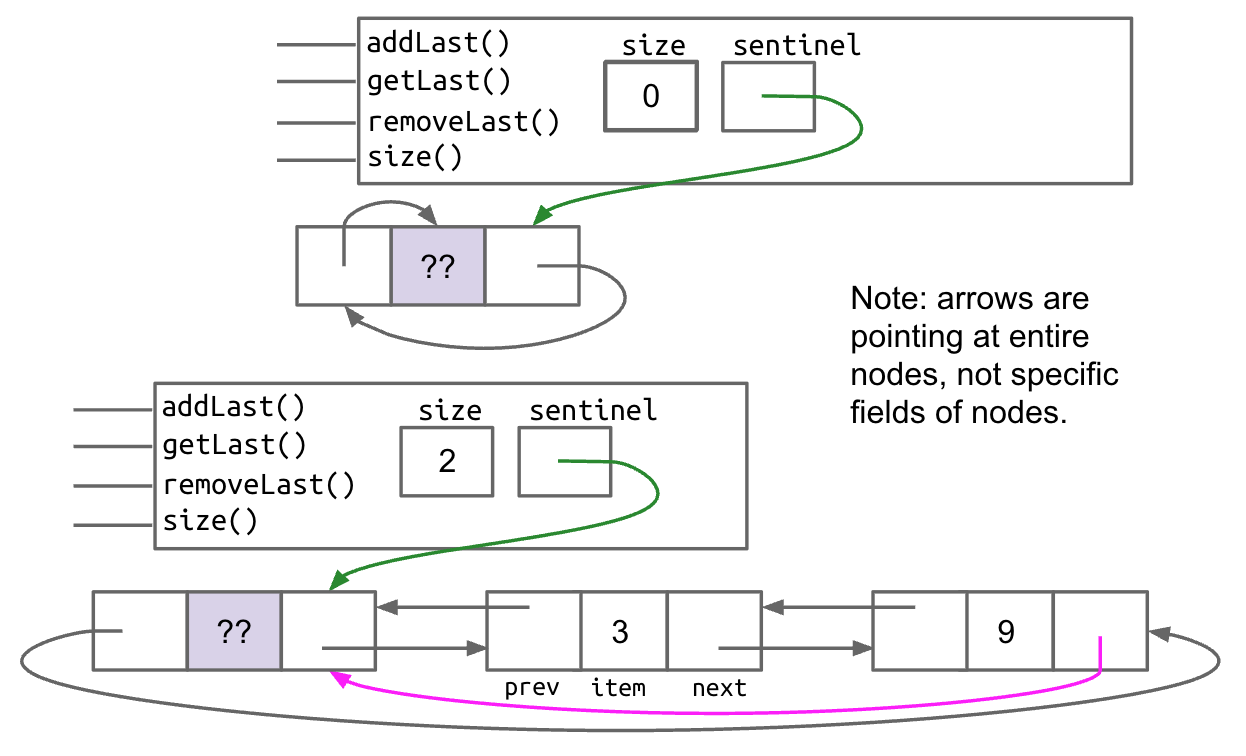 addLast()
getLast()
removeLast()
size()
size
sentinel
0
??
Note: arrows are
pointing at entire
nodes, not specific
fields of nodes.
addLast()
getLast()
removeLast()
size()
size
sentinel
2
??
3
9
prev
item
next